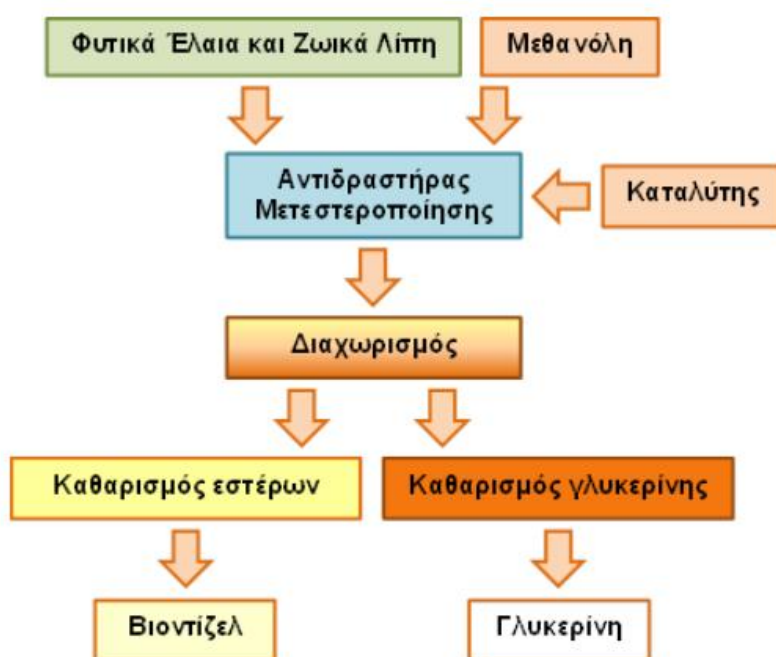 Φυτικά Έλαια και Ζωικά Λίπη
Μεθανόλη
Αντιδραστήρας
Μετεστεροποίησης
Καταλύτης
Διαχωρισμός
Καθαρισμός εστέρων
Καθαρισμός γλυκερίνης
Βιοντίζελ
Γλυκερίνη